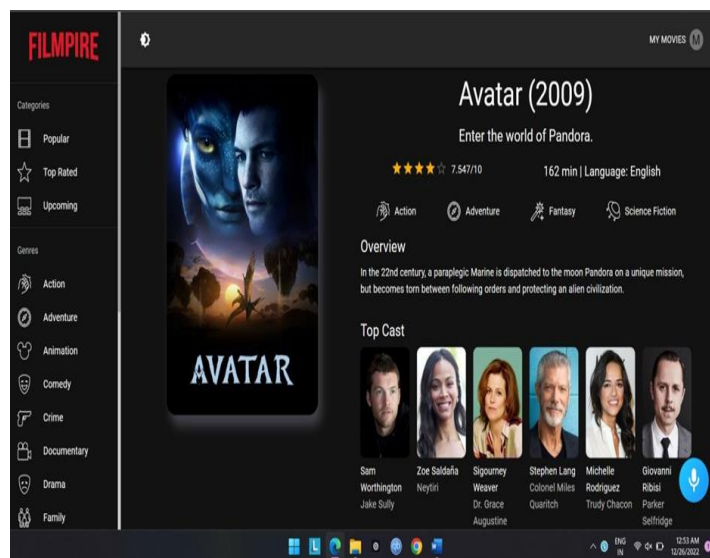 FILMPIRE
MY MOVIES M
Categories
Popular
Top Rated
Upcoming
Genres
Action
Adventure
Animation
Comedy
Crime
Documentary
Drama
Family
AVATAR
Avatar (2009)
Enter the world of Pandora.
7.547/10 162 min | Language: English
Action Adventure Fantasy Science Fiction
Overview
In the 22nd century, a paraplegic Marine is dispatched to the moon Pandora on a unique mission,
but becomes torn between following orders and protecting an alien civilization.
Top Cast
Sam
Worthington
Jake Sully
Zoe Saldaña
Neytiri
Sigourney
Weaver
Dr. Grace
Augustine
Stephen Lang
Colonel Miles
Quaritch
Michelle
Rodriguez
Trudy Chacon
Giovanni
Ribisi
Parker
Selfridge
L
ENG
IN
12:53 AM
12/26/2022